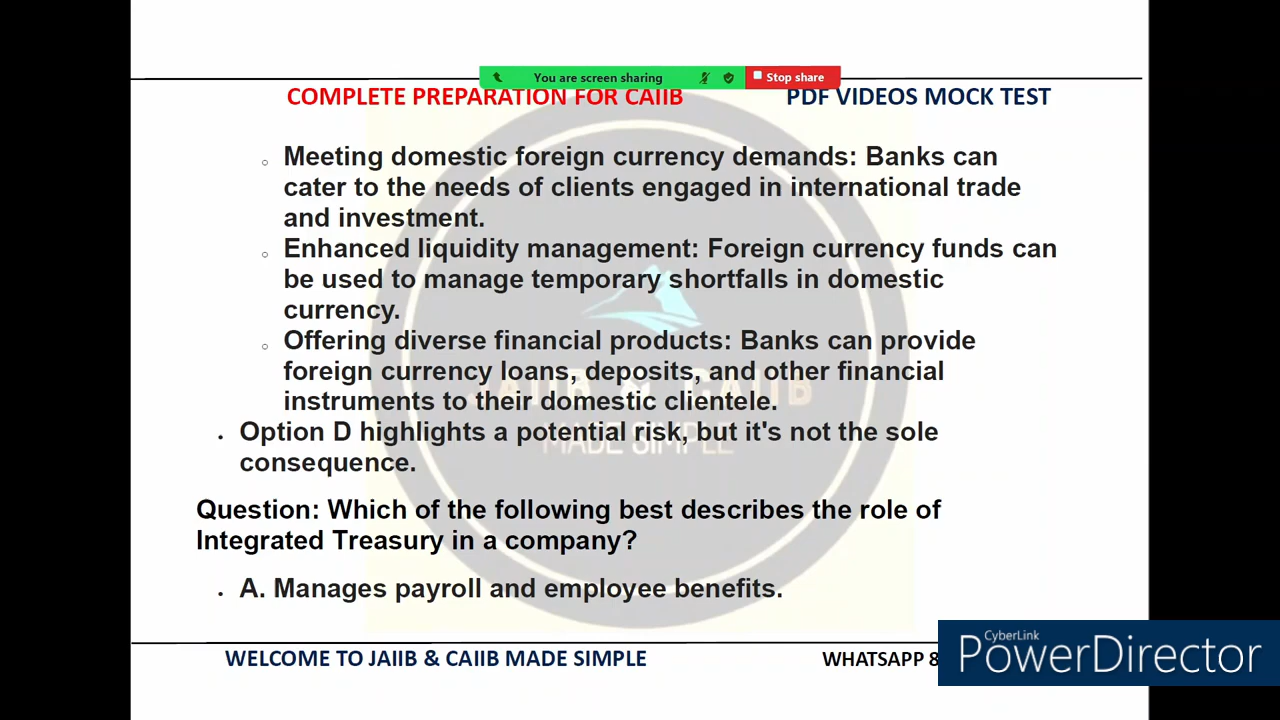 You are screen sharing
Stop share
COMPLETE PREPARATION FOR CAIIB
PDF VIDEOS MOCK TEST
Meeting domestic foreign currency demands: Banks can
cater to the needs of clients engaged in international trade
and investment.
Enhanced liquidity management: Foreign currency funds can
be used to manage temporary shortfalls in domestic
currency.
Offering diverse financial products: Banks can provide
foreign currency loans, deposits, and other financial
instruments to their domestic clientele.
JAIIB & CAIIB
MADE SIMPLE
Option D highlights a potential risk, but it's not the sole
consequence.
Question: Which of the following best describes the role of
Integrated Treasury in a company?
A. Manages payroll and employee benefits.
WELCOME TO JAIIB & CAIIB MADE SIMPLE
WHATSAPP 8
CyberLink
PowerDirector